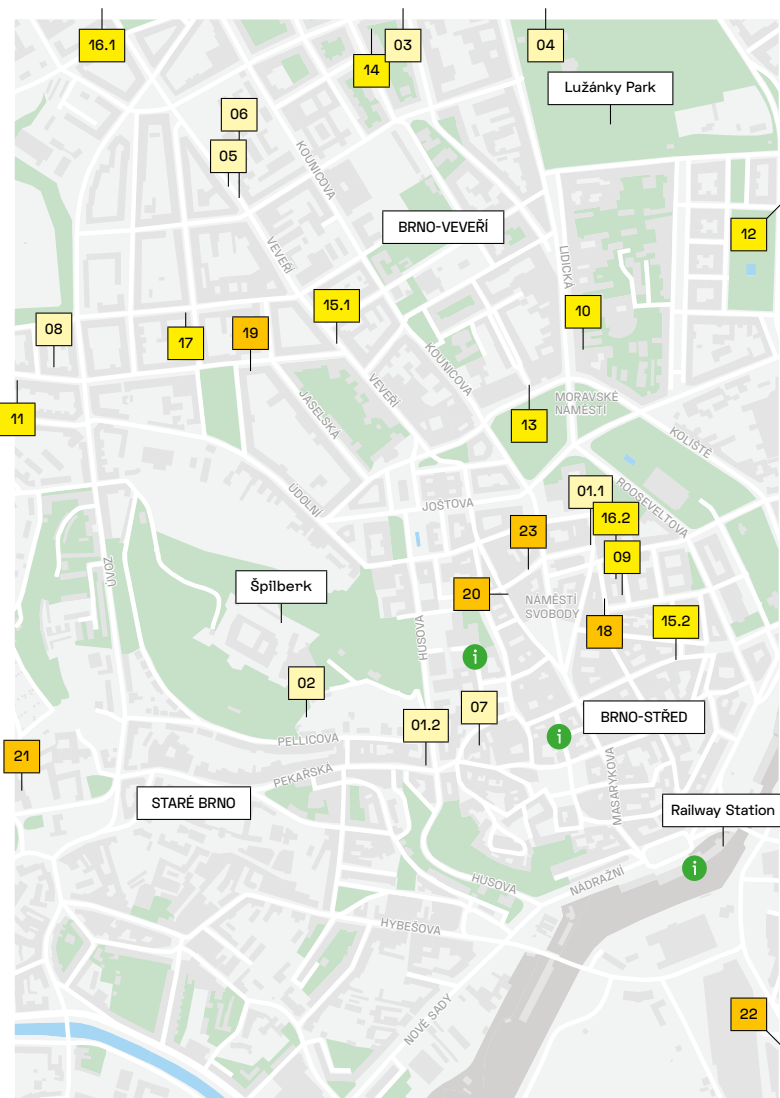 16.1
03
04
14
Lužánky Park
06
05
KOUNICOVA
BRNO-VEVEŘÍ
12
VEVEŘÍ
LIDICKÁ
15.1
10
08
17
19
KOUNICOVA
VEVEŘÍ
JASELSKÁ
11
13
MORAVSKÉ
NÁMĚSTÍ
KOLIŠTĚ
ÚDOLNÍ
JOŠTOVA
01.1
ROOSEVELTOVA
16.2
23
09
ÚVOZ
Špilberk
20
NÁMĚSTÍ
SVOBODY
18
15.2
HUSOVA
i
02
07
01.2
BRNO-STŘED
i
PELLICOVA
21
PEKAŘSKÁ
STARÉ BRNO
MASARYKOVA
Railway Station
i
HUSOVA
NÁDRAŽNÍ
HYBEŠOVA
NOVÉ SADY
22